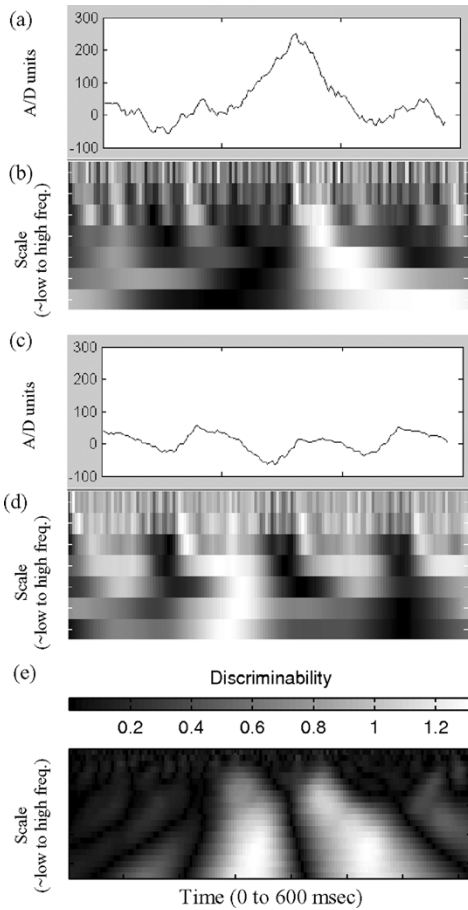 (a)
A/D units
300
200
100
0
-100
(b)
Scale
(~low to high freq.)
(c)
A/D units
300
200
100
0
-100
(d)
Scale
(~low to high freq.)
(e)
Discriminability
0.2 0.4 0.6 0.8 1 1.2
Scale
(~low to high freq.)
Time (0 to 600 msec)